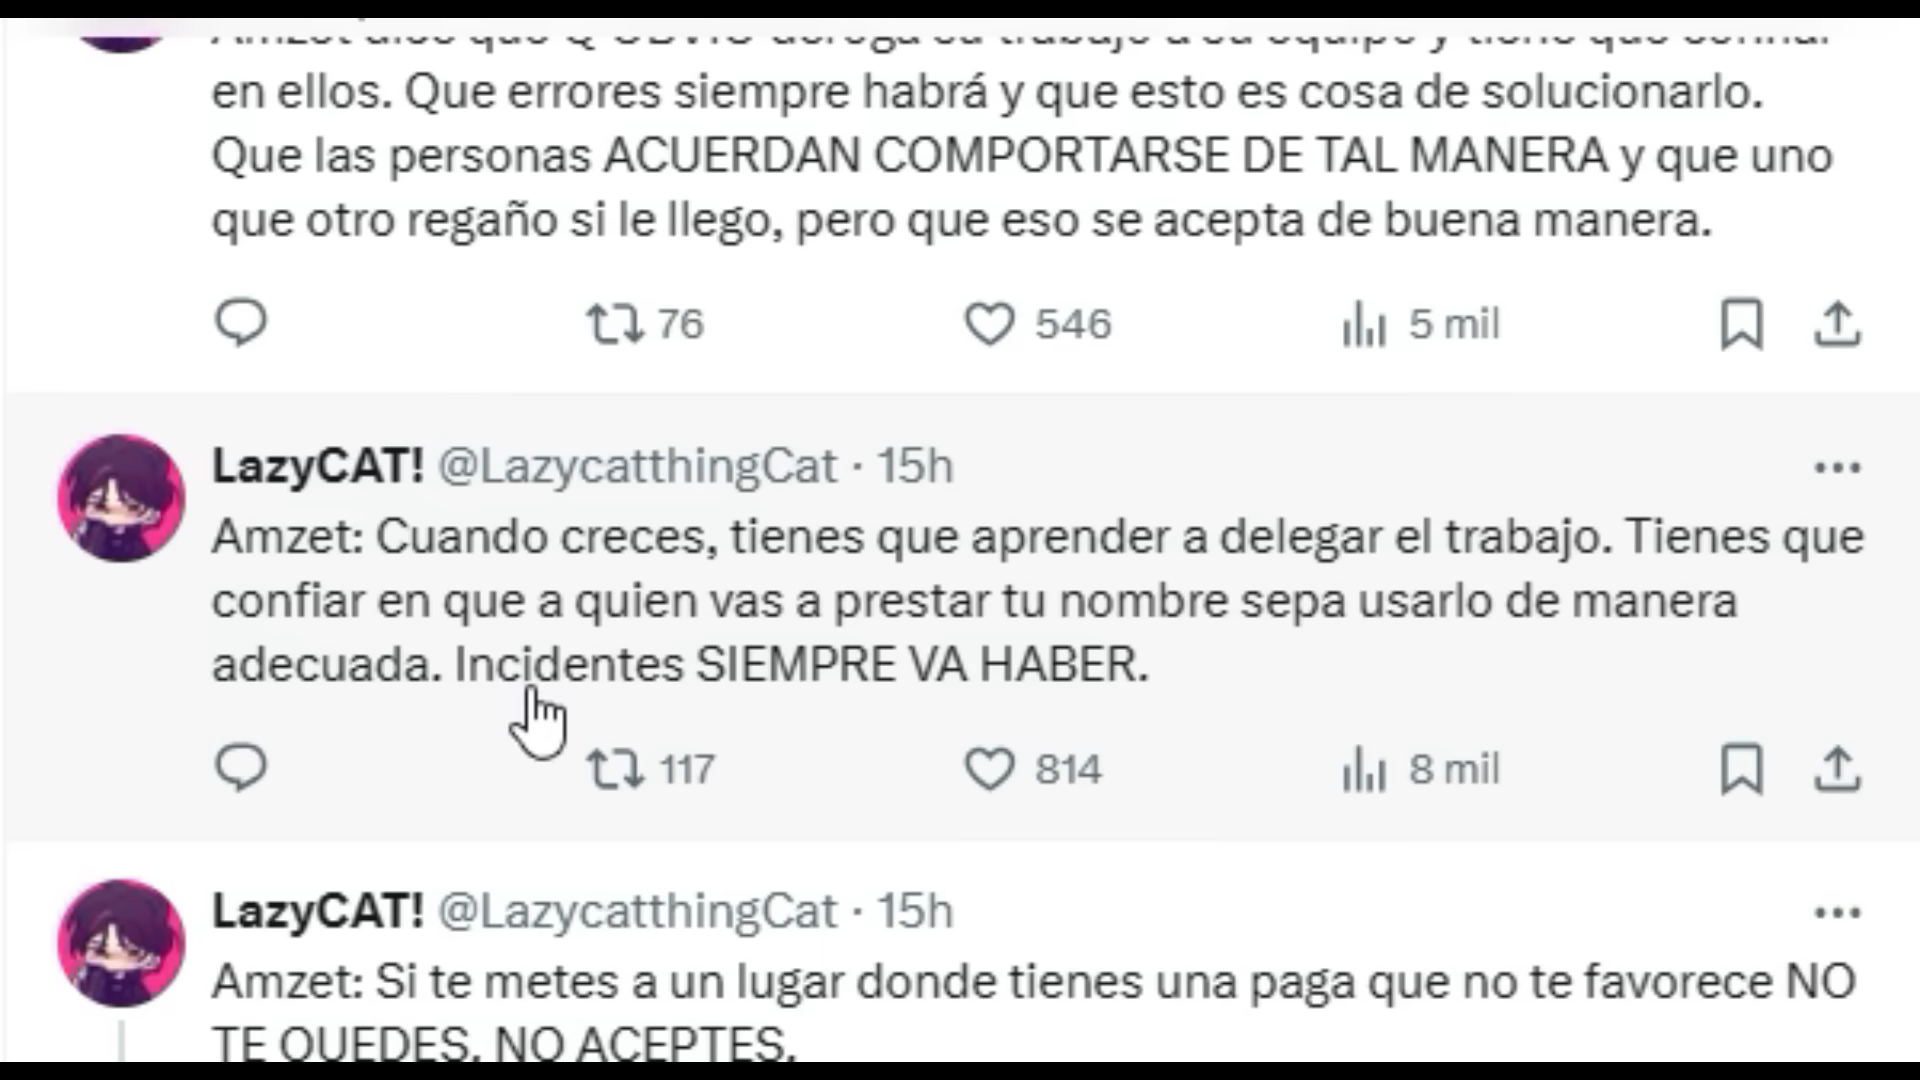 en ellos. Que errores siempre habrá y que esto es cosa de solucionarlo.
Que las personas ACUERDAN COMPORTARSE DE TAL MANERA y que uno
que otro regaño si le llego, pero que eso se acepta de buena manera.
76 546 5 mil
LazyCAT! @LazycatthingCat · 15h
Amzet: Cuando creces, tienes que aprender a delegar el trabajo. Tienes que
confiar en que a quien vas a prestar tu nombre sepa usarlo de manera
adecuada. Incidentes SIEMPRE VA HABER.
117 814 8 mil
LazyCAT! @LazycatthingCat · 15h
Amzet: Si te metes a un lugar donde tienes una paga que no te favorece NO
TE QUEDES. NO ACEPTES.